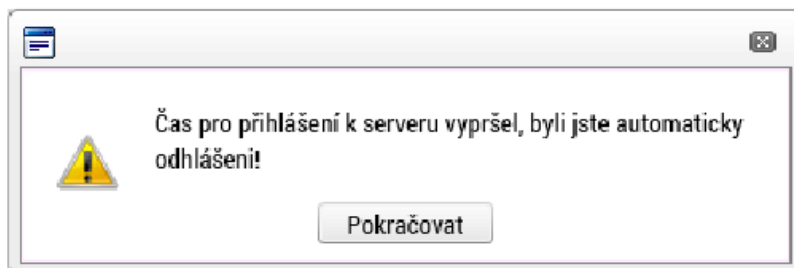 Čas pro přihlášení k serveru vypršel, byli jste automaticky
odhlášeni!
Pokračovat